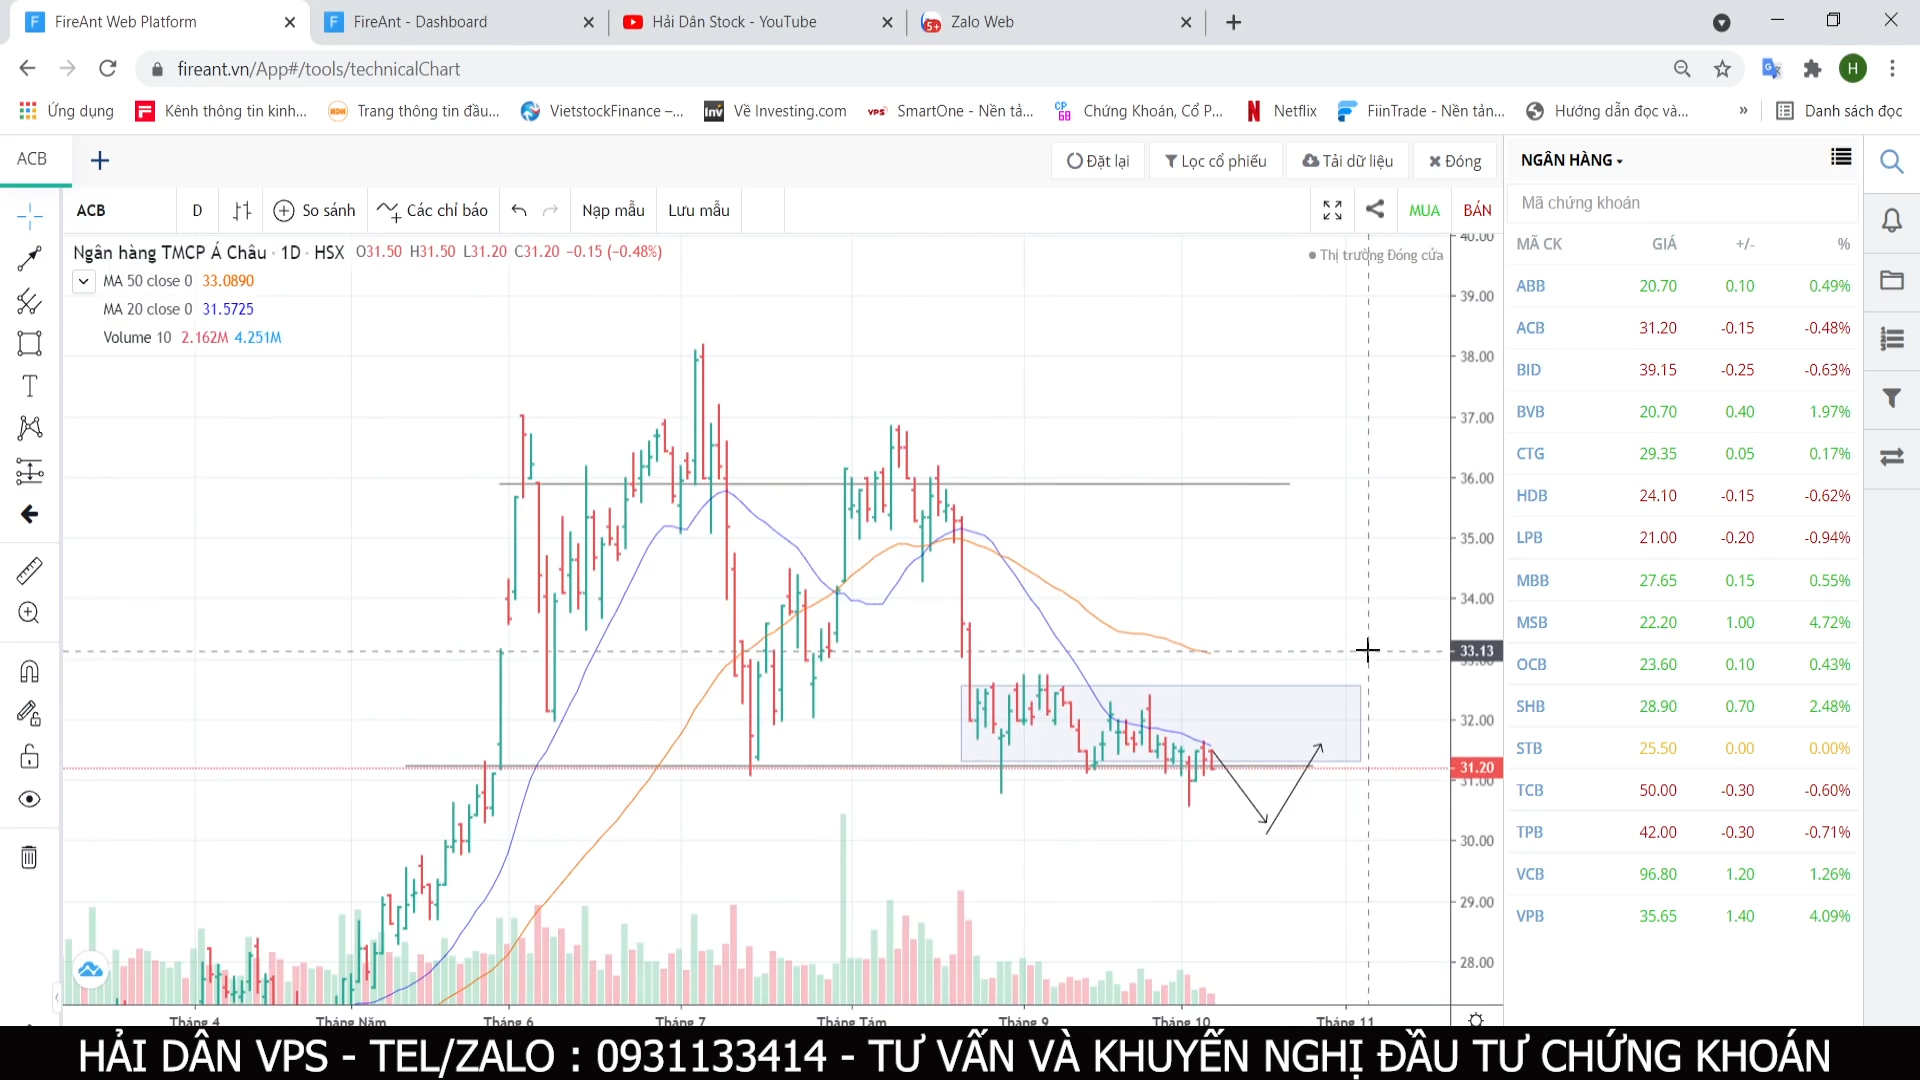 FireAnt Web Platform
FireAnt - Dashboard
Hải Dân Stock - YouTube
5+
Zalo Web
fireant.vn/App#/tools/technicalChart
H
Ứng dụng
Kênh thông tin kinh...
Trang thông tin đầu...
VietstockFinance –...
Inv
Về Investing.com
VPS
SmartOne - Nền tả...
CP
68
Chứng Khoán, Cổ P...
Netflix
FiinTrade - Nền tản...
Hướng dẫn đọc và...
»
Danh sách đọc
ACB
Đặt lại
Lọc cổ phiếu
Tải dữ liệu
Đóng
NGÂN HÀNG
ACB
D
So sánh
Các chỉ báo
Nạp mẫu
Lưu mẫu
MUA
BÁN
Mã chứng khoán
Ngân hàng TMCP Á Châu · 1D · HSX O31.50 H31.50 L31.20 C31.20 −0.15 (−0.48%)
Thị trường Đóng cửa
MA 50 close 0 33.0890
MA 20 close 0 31.5725
Volume 10 2.162M 4.251M
40.00
39.00
38.00
37.00
36.00
35.00
34.00
33.13
33.00
32.00
31.20
31.00
30.00
29.00
28.00
Tháng 4
Tháng Năm
Tháng 6
Tháng 7
Tháng Tám
Tháng 9
Tháng 10
Tháng 11
MÃ CK GIÁ +/- %
ABB 20.70 0.10 0.49%
ACB 31.20 -0.15 -0.48%
BID 39.15 -0.25 -0.63%
BVB 20.70 0.40 1.97%
CTG 29.35 0.05 0.17%
HDB 24.10 -0.15 -0.62%
LPB 21.00 -0.20 -0.94%
MBB 27.65 0.15 0.55%
MSB 22.20 1.00 4.72%
OCB 23.60 0.10 0.43%
SHB 28.90 0.70 2.48%
STB 25.50 0.00 0.00%
TCB 50.00 -0.30 -0.60%
TPB 42.00 -0.30 -0.71%
VCB 96.80 1.20 1.26%
VPB 35.65 1.40 4.09%
HẢI DÂN VPS - TEL/ZALO : 0931133414 - TƯ VẤN VÀ KHUYẾN NGHỊ ĐẦU TƯ CHỨNG KHOÁN